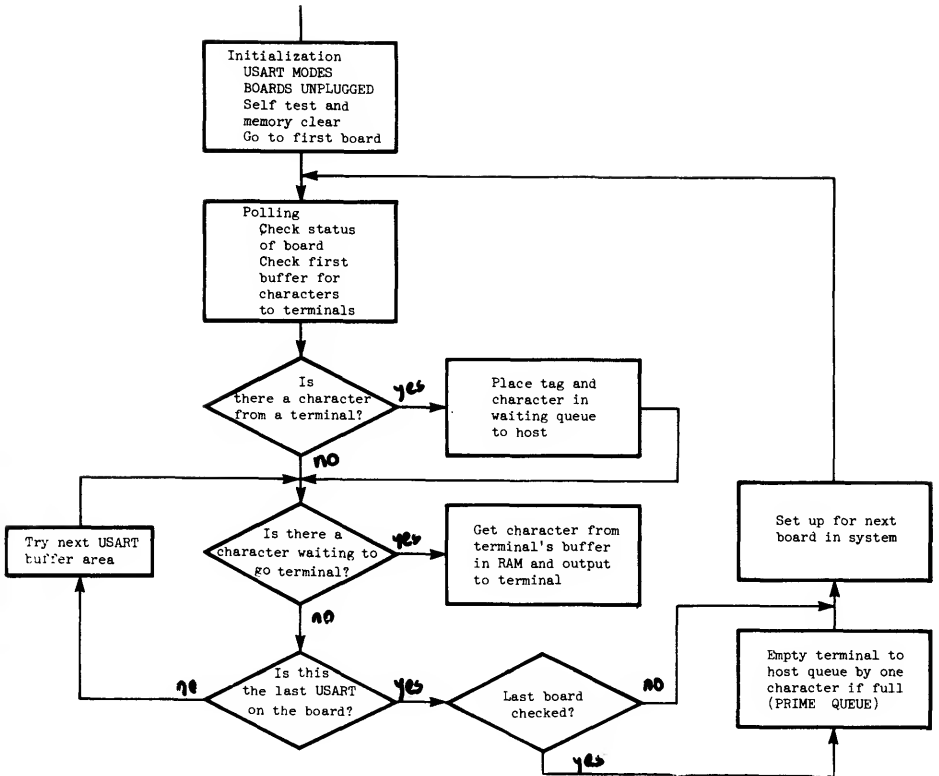 Initialization
USART MODES
BOARDS UNPLUGGED
Self test and
memory clear
Go to first board
Polling
Check status
of board
Check first
buffer for
characters
to terminals
Is
there a character
from a terminal?
yes
Place tag and
character in
waiting queue
to host
no
Try next USART
buffer area
Is there a
character waiting to
go terminal?
yes
Get character from
terminal's buffer
in RAM and output
to terminal
Set up for next
board in system
no
Is this
the last USART
on the board?
ne
yes
Last board
checked?
no
yes
Empty terminal to
host queue by one
character if full
(PRIME QUEUE)